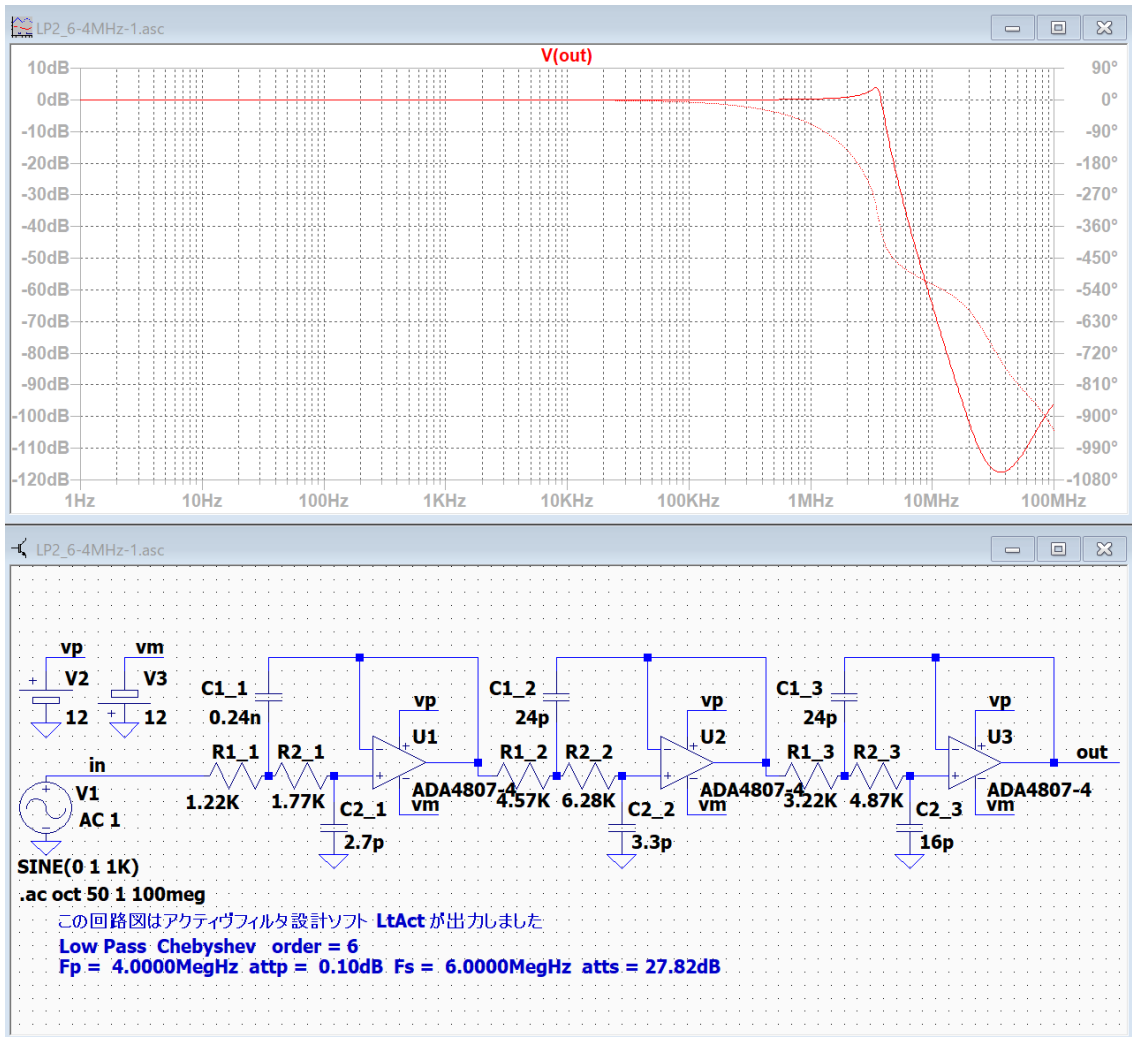 LP2_6-4MHz-1.asc
V(out)
10dB
0dB
-10dB
-20dB
-30dB
-40dB
-50dB
-60dB
-70dB
-80dB
-90dB
-100dB
-110dB
-120dB
90°
0°
-90°
-180°
-270°
-360°
-450°
-540°
-630°
-720°
-810°
-900°
-990°
-1080°
1Hz 10Hz 100Hz 1KHz 10KHz 100KHz 1MHz 10MHz 100MHz
LP2_6-4MHz-1.asc
vp vm
V2 V3
12 12
in
V1
AC 1
SINE(0 1 1K)
.ac oct 50 1 100meg
C1_1
0.24n
R1_1 R2_1
1.22K 1.77K
C2_1
2.7p
vp
U1
ADA4807-4
vm
C1_2
24p
R1_2 R2_2
4.57K 6.28K
C2_2
3.3p
vp
U2
ADA4807-4
vm
C1_3
24p
R1_3 R2_3
3.22K 4.87K
C2_3
16p
vp
U3
ADA4807-4
vm
out
この回路図はアクティヴフィルタ設計ソフト LtAct が出力しました
Low Pass Chebyshev order = 6
Fp = 4.0000MegHz attp = 0.10dB Fs = 6.0000MegHz atts = 27.82dB